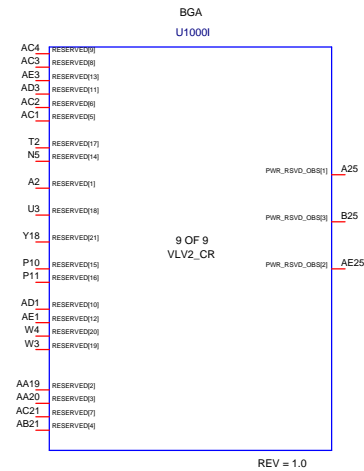 BGA
U1000I
AC4 RESERVED[9]
AC3 RESERVED[8]
AE3 RESERVED[13]
AD3 RESERVED[11]
AC2 RESERVED[6]
AC1 RESERVED[5]
T2 RESERVED[17]
N5 RESERVED[14]
PWR_RSVD_OBS[1] A25
A2 RESERVED[1]
U3 RESERVED[18]
PWR_RSVD_OBS[3] B25
Y18 RESERVED[21]
9 OF 9
VLV2_CR
P10 RESERVED[15]
PWR_RSVD_OBS[2] AE25
P11 RESERVED[16]
AD1 RESERVED[10]
AE1 RESERVED[12]
W4 RESERVED[20]
W3 RESERVED[19]
AA19 RESERVED[2]
AA20 RESERVED[3]
AC21 RESERVED[7]
AB21 RESERVED[4]
REV = 1.0